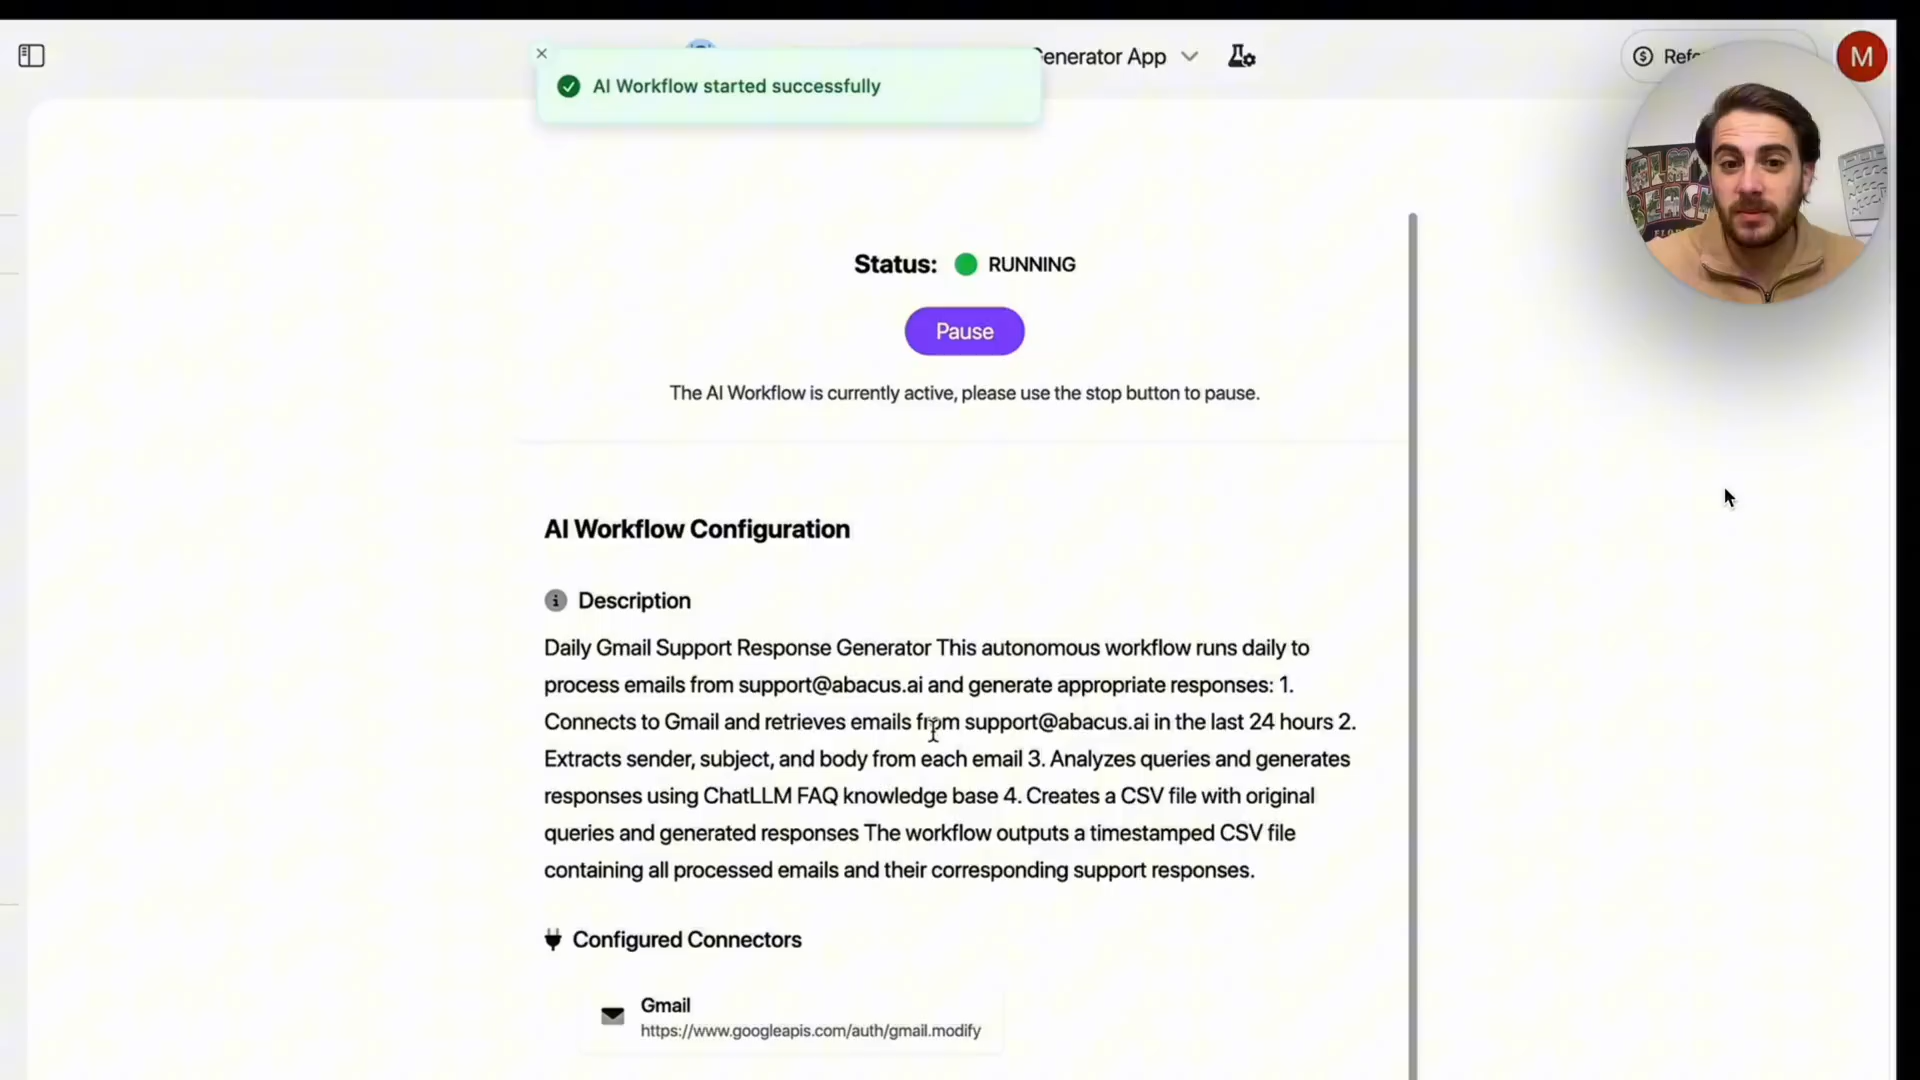 AI Workflow started successfully
Generator App
M
Status: RUNNING
Pause
The AI Workflow is currently active, please use the stop button to pause.
AI Workflow Configuration
Description
Daily Gmail Support Response Generator This autonomous workflow runs daily to
process emails from support@abacus.ai and generate appropriate responses: 1.
Connects to Gmail and retrieves emails from support@abacus.ai in the last 24 hours 2.
Extracts sender, subject, and body from each email 3. Analyzes queries and generates
responses using ChatLLM FAQ knowledge base 4. Creates a CSV file with original
queries and generated responses The workflow outputs a timestamped CSV file
containing all processed emails and their corresponding support responses.
Configured Connectors
Gmail
https://www.googleapis.com/auth/gmail.modify